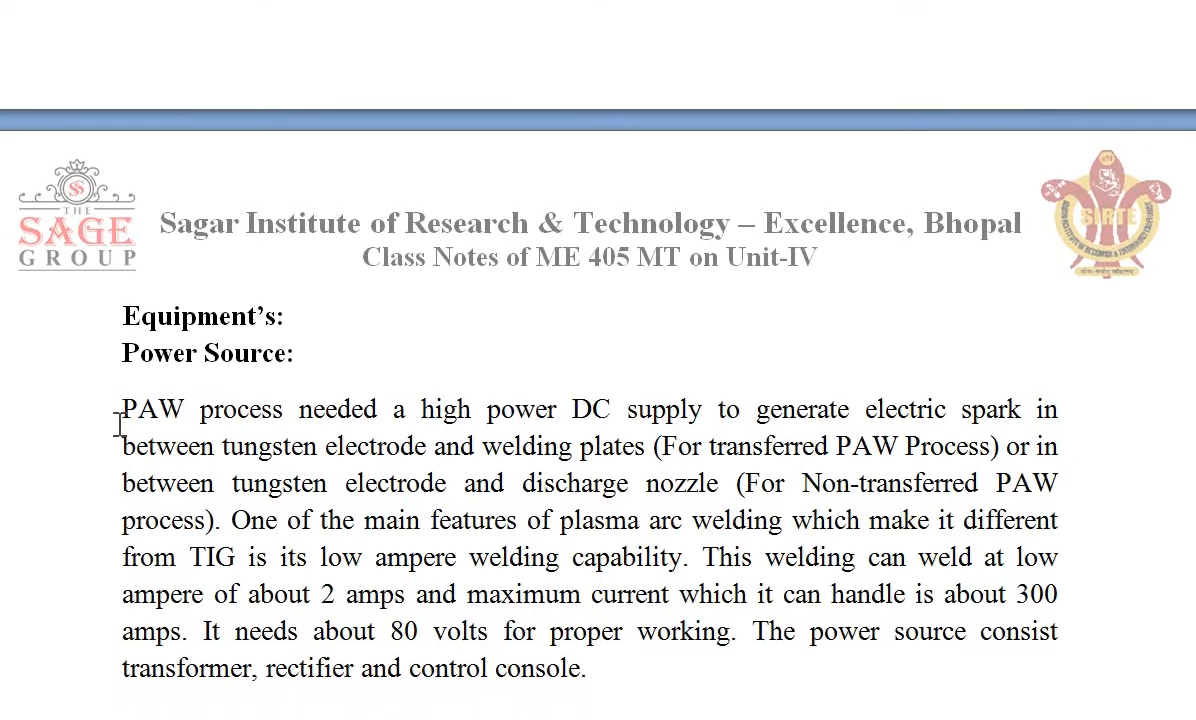 THE
SAGE
GROUP
Sagar Institute of Research & Technology – Excellence, Bhopal
Class Notes of ME 405 MT on Unit-IV
SIRTE
Equipment’s:
Power Source:
PAW process needed a high power DC supply to generate electric spark in
between tungsten electrode and welding plates (For transferred PAW Process) or in
between tungsten electrode and discharge nozzle (For Non-transferred PAW
process). One of the main features of plasma arc welding which make it different
from TIG is its low ampere welding capability. This welding can weld at low
ampere of about 2 amps and maximum current which it can handle is about 300
amps. It needs about 80 volts for proper working. The power source consist
transformer, rectifier and control console.